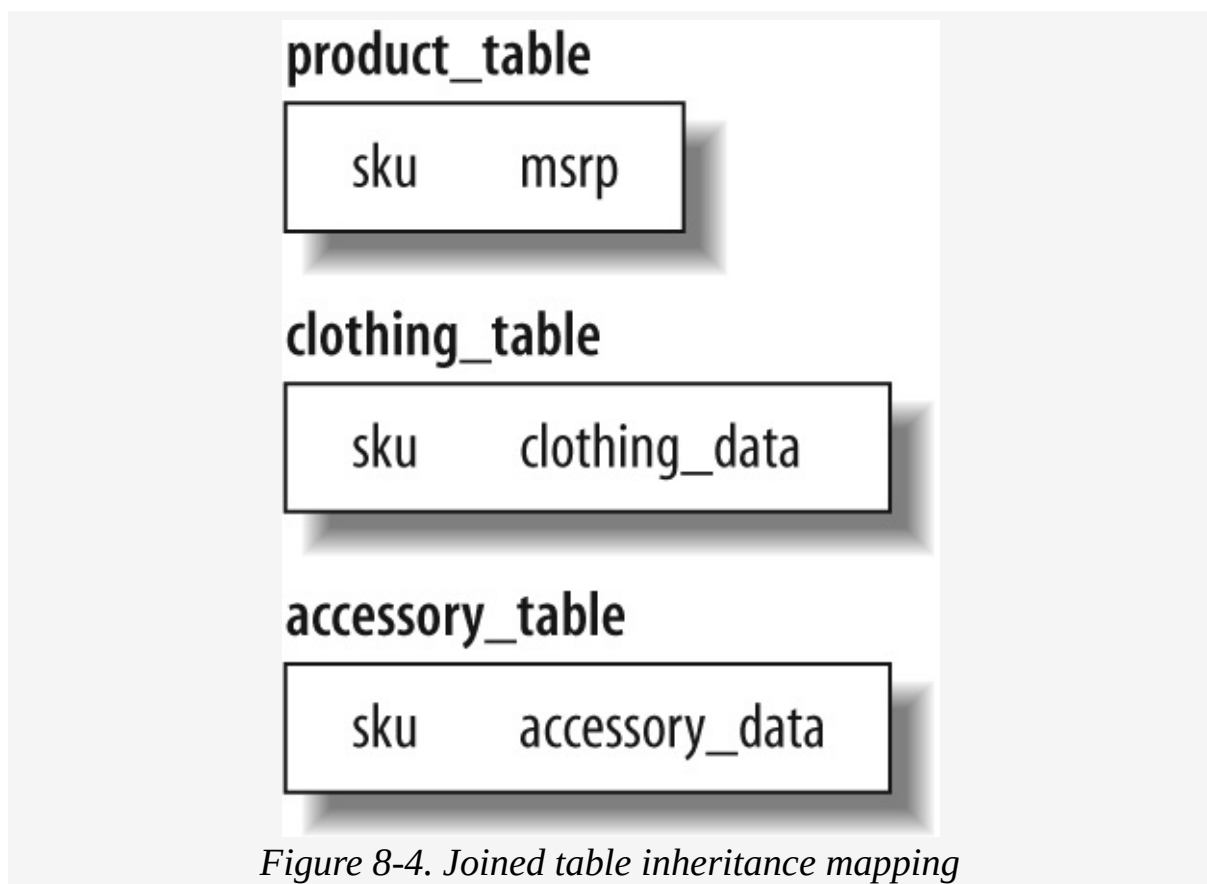 product_table
sku msrp
clothing_table
sku clothing_data
accessory_table
sku accessory_data
Figure 8-4. Joined table inheritance mapping